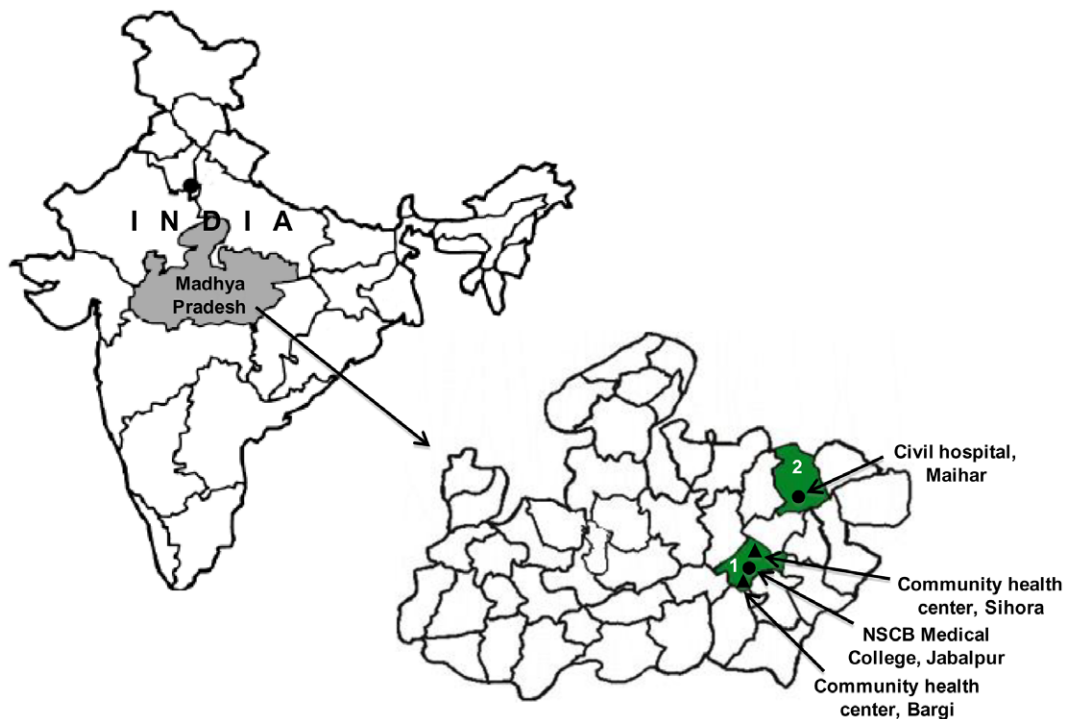 I N D I A
Madhya
Pradesh
2
Civil hospital,
Maihar
1
Community health
center, Sihora
NSCB Medical
College, Jabalpur
Community health
center, Bargi